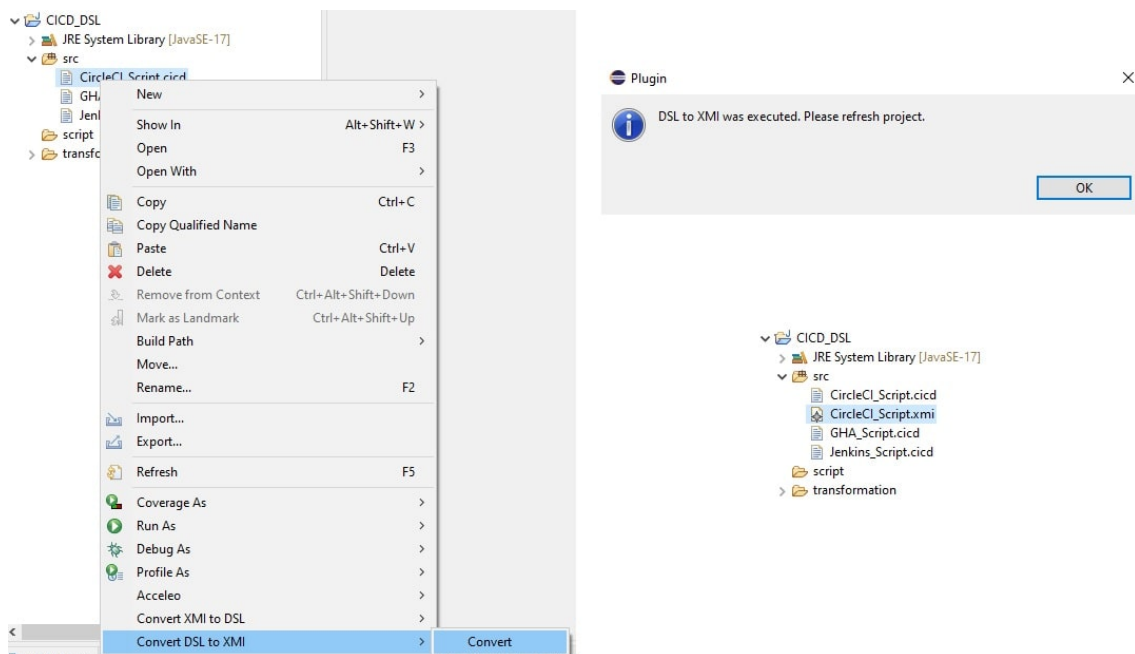 CICD_DSL
JRE System Library [JavaSE-17]
src
CircleCI_Script.cicd
GH
Jenl
script
transfo
New
Show In Alt+Shift+W >
Open F3
Open With
Copy Ctrl+C
Copy Qualified Name
Paste Ctrl+V
Delete Delete
Remove from Context Ctrl+Alt+Shift+Down
Mark as Landmark Ctrl+Alt+Shift+Up
Build Path
Move...
Rename... F2
Import...
Export...
Refresh F5
Coverage As
Run As
Debug As
Profile As
Acceleo
Convert XMI to DSL
Convert DSL to XMI
Convert
Plugin
DSL to XMI was executed. Please refresh project.
OK
CICD_DSL
JRE System Library [JavaSE-17]
src
CircleCI_Script.cicd
CircleCI_Script.xmi
GHA_Script.cicd
Jenkins_Script.cicd
script
transformation